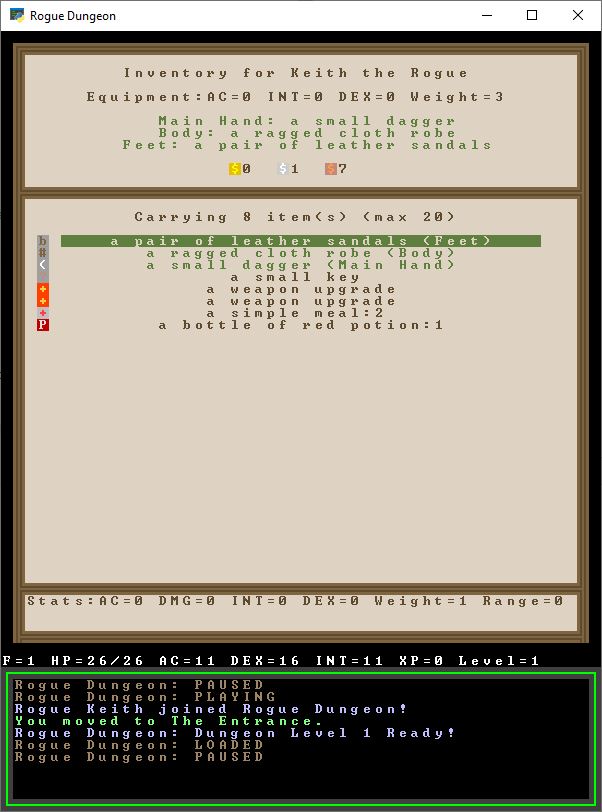 Rogue Dungeon
Inventory for Keith the Rogue
Equipment:AC=0 INT=0 DEX=0 Weight=3
Main Hand: a small dagger
Body: a ragged cloth robe
Feet: a pair of leather sandals
$0 $1 $7
Carrying 8 item(s) (max 20)
b a pair of leather sandals (Feet)
# a ragged cloth robe (Body)
< a small dagger (Main Hand)
a small key
+ a weapon upgrade
+ a weapon upgrade
+ a simple meal:2
P a bottle of red potion:1
Stats:AC=0 DMG=0 INT=0 DEX=0 Weight=1 Range=0
F=1 HP=26/26 AC=11 DEX=16 INT=11 XP=0 Level=1
Rogue Dungeon: PAUSED
Rogue Dungeon: PLAYING
Rogue Keith joined Rogue Dungeon!
You moved to The Entrance.
Rogue Dungeon: Dungeon Level 1 Ready!
Rogue Dungeon: LOADED
Rogue Dungeon: PAUSED